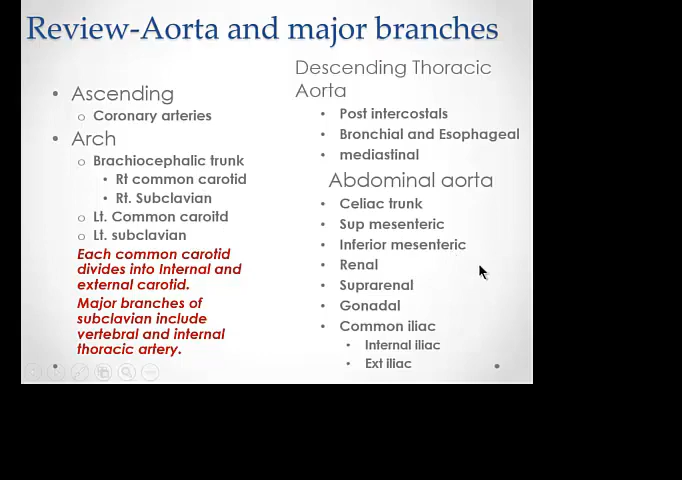 Review-Aorta and major branches
Ascending
Coronary arteries
Arch
Brachiocephalic trunk
Rt common carotid
Rt. Subclavian
Lt. Common caroitd
Lt. subclavian
Each common carotid
divides into Internal and
external carotid.
Major branches of
subclavian include
vertebral and internal
thoracic artery.
Descending Thoracic
Aorta
Post intercostals
Bronchial and Esophageal
mediastinal
Abdominal aorta
Celiac trunk
Sup mesenteric
Inferior mesenteric
Renal
Suprarenal
Gonadal
Common iliac
Internal iliac
Ext iliac